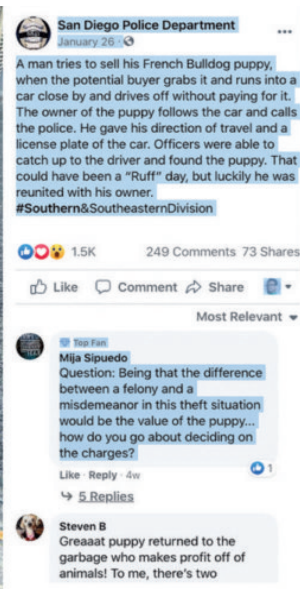 San Diego Police Department
January 26
A man tries to sell his French Bulldog puppy,
when the potential buyer grabs it and runs into a
car close by and drives off without paying for it.
The owner of the puppy follows the car and calls
the police. He gave his direction of travel and a
license plate of the car. Officers were able to
catch up to the driver and found the puppy. That
could have been a "Ruff" day, but luckily he was
reunited with his owner.
#Southern&SoutheasternDivision
1.5K 249 Comments 73 Shares
Like Comment Share
Most Relevant
Top Fan
Mija Sipuedo
Question: Being that the difference
between a felony and a
misdemeanor in this theft situation
would be the value of the puppy...
how do you go about deciding on
the charges?
Like · Reply · 4w 1
5 Replies
Steven B
Greaaat puppy returned to the
garbage who makes profit off of
animals! To me, there's two